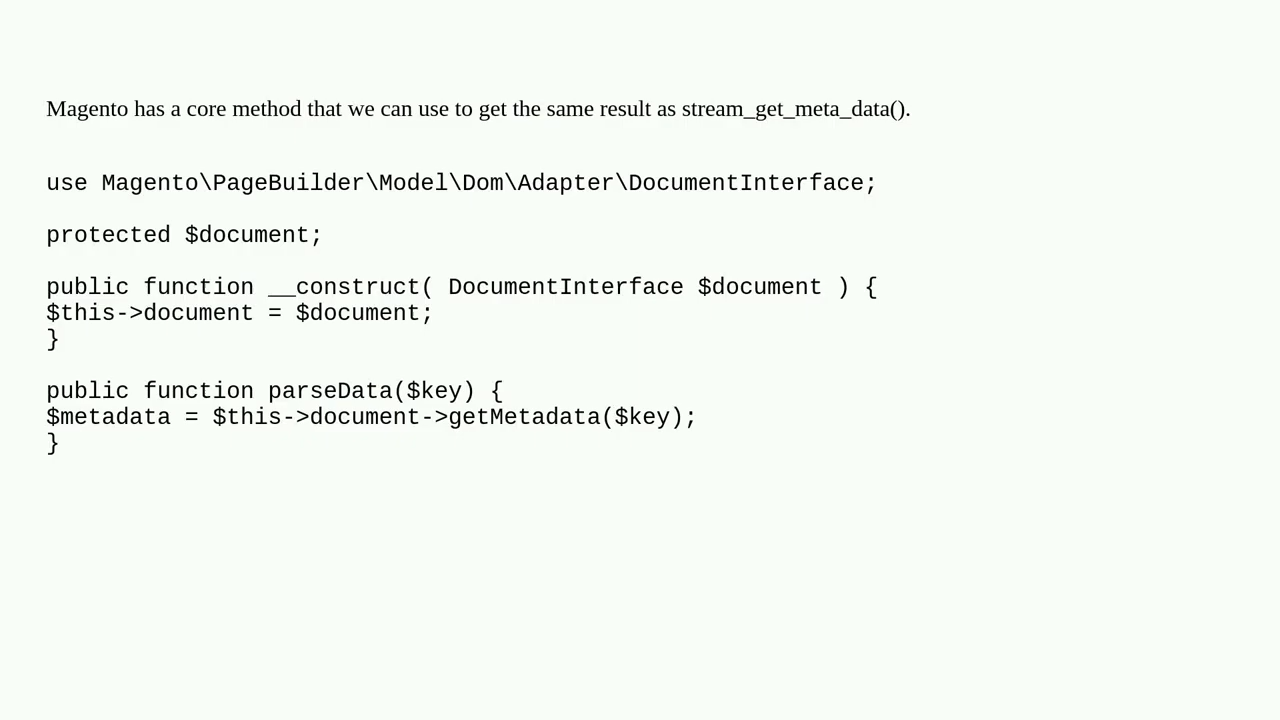 Magento has a core method that we can use to get the same result as stream_get_meta_data().
use Magento\PageBuilder\Model\Dom\Adapter\DocumentInterface;
protected $document;
public function __construct( DocumentInterface $document ) {
$this->document = $document;
}
public function parseData($key) {
$metadata = $this->document->getMetadata($key);
}